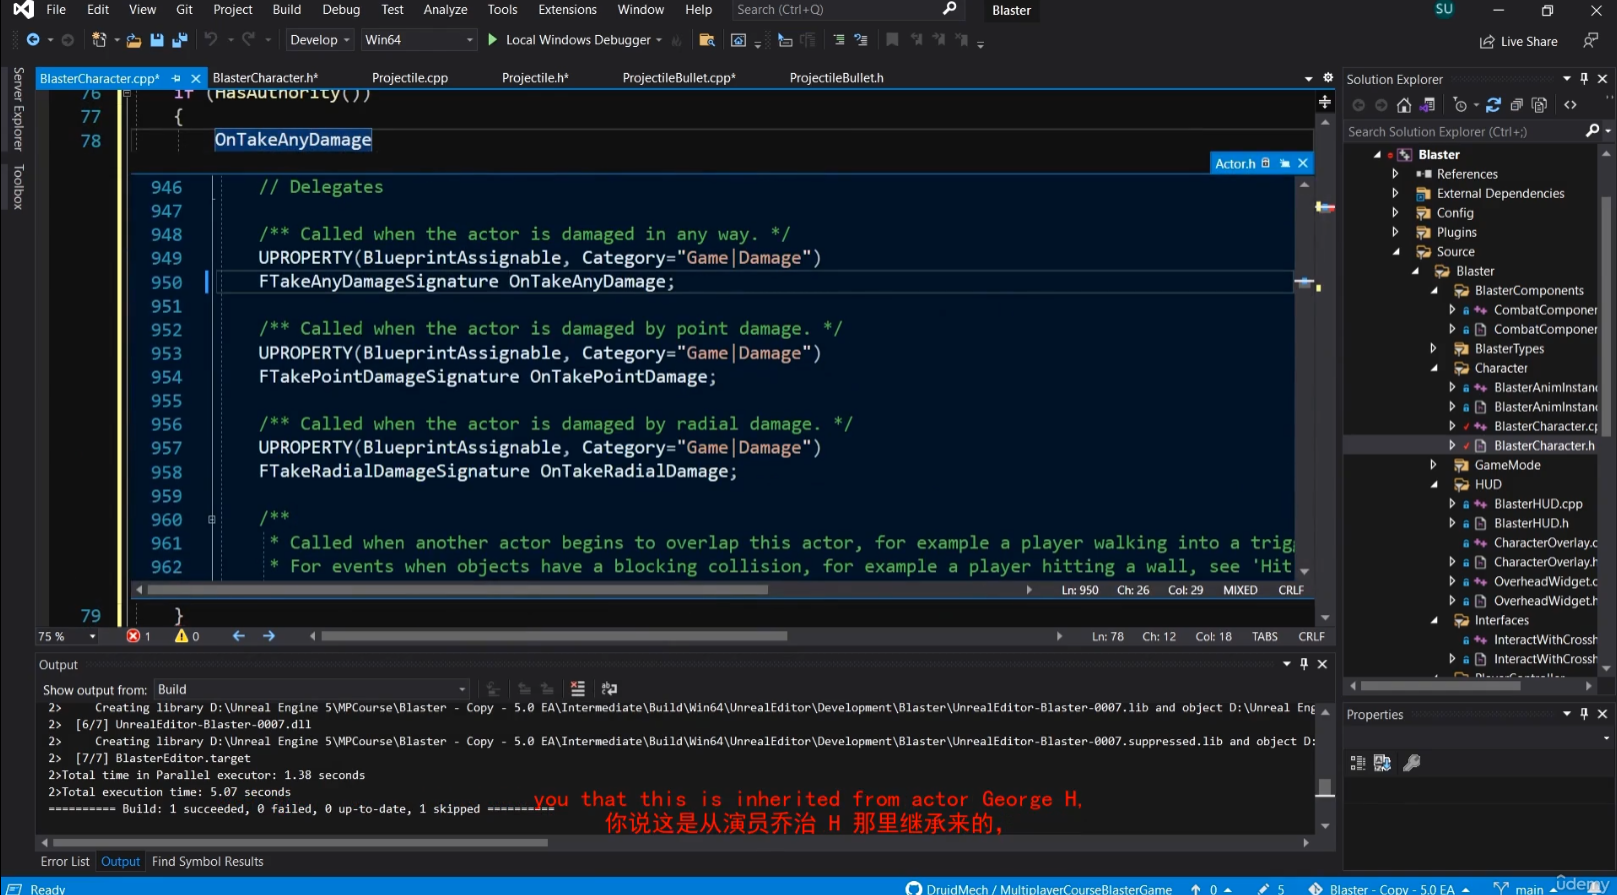 File Edit View Git Project Build Debug Test Analyze Tools Extensions Window Help Search (Ctrl+Q) Blaster SU
Develop Win64 Local Windows Debugger Live Share
Server Explorer
Toolbox
BlasterCharacter.cpp* BlasterCharacter.h* Projectile.cpp Projectile.h* ProjectileBullet.cpp* ProjectileBullet.h
76 if (HasAuthority())
77 {
78 OnTakeAnyDamage
Actor.h
946 // Delegates
947
948 /** Called when the actor is damaged in any way. */
949 UPROPERTY(BlueprintAssignable, Category="Game|Damage")
950 FTakeAnyDamageSignature OnTakeAnyDamage;
951
952 /** Called when the actor is damaged by point damage. */
953 UPROPERTY(BlueprintAssignable, Category="Game|Damage")
954 FTakePointDamageSignature OnTakePointDamage;
955
956 /** Called when the actor is damaged by radial damage. */
957 UPROPERTY(BlueprintAssignable, Category="Game|Damage")
958 FTakeRadialDamageSignature OnTakeRadialDamage;
959
960 /**
961 * Called when another actor begins to overlap this actor, for example a player walking into a trigg
962 * For events when objects have a blocking collision, for example a player hitting a wall, see 'Hit
Ln: 950 Ch: 26 Col: 29 MIXED CRLF
79 }
75 % 1 0 Ln: 78 Ch: 12 Col: 18 TABS CRLF
Output
Show output from: Build
2> Creating library D:\Unreal Engine 5\MPCourse\Blaster - Copy - 5.0 EA\Intermediate\Build\Win64\UnrealEditor\Development\Blaster\UnrealEditor-Blaster-0007.lib and object D:\Unreal Eng
2> [6/7] UnrealEditor-Blaster-0007.dll
2> Creating library D:\Unreal Engine 5\MPCourse\Blaster - Copy - 5.0 EA\Intermediate\Build\Win64\UnrealEditor\Development\Blaster\UnrealEditor-Blaster-0007.suppressed.lib and object D:
2> [7/7] BlasterEditor.target
2>Total time in Parallel executor: 1.38 seconds
2>Total execution time: 5.07 seconds
========== Build: 1 succeeded, 0 failed, 0 up-to-date, 1 skipped ==========
you that this is inherited from actor George H,
你说这是从演员乔治 H 那里继承来的，
Error List Output Find Symbol Results
Solution Explorer
Search Solution Explorer (Ctrl+;)
Blaster
References
External Dependencies
Config
Plugins
Source
Blaster
BlasterComponents
CombatComponen
CombatComponen
BlasterTypes
Character
BlasterAnimInstanc
BlasterAnimInstanc
BlasterCharacter.cp
BlasterCharacter.h
GameMode
HUD
BlasterHUD.cpp
BlasterHUD.h
CharacterOverlay.c
CharacterOverlay.h
OverheadWidget.c
OverheadWidget.h
Interfaces
InteractWithCrossh
InteractWithCrossh
PlayerController
Properties
Ready DruidMech / MultiplayerCourseBlasterGame 0 5 Blaster - Copy - 5.0 EA main
udemy